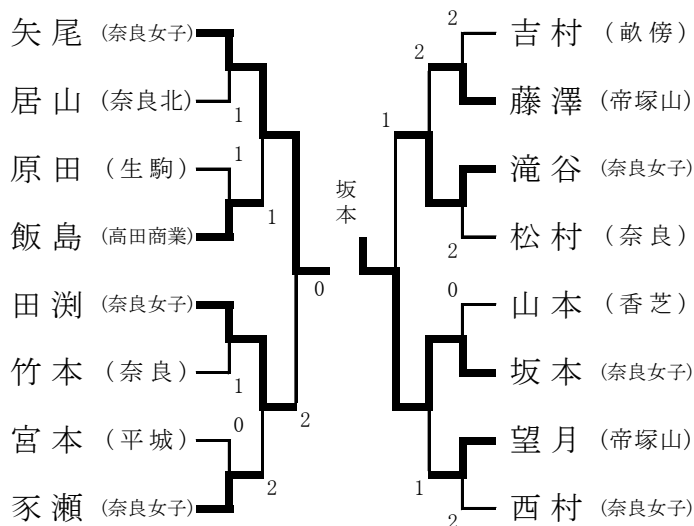 矢尾 (奈良女子)
居山 (奈良北)
原田 (生駒)
飯島 (高田商業)
田渕 (奈良女子)
竹本 (奈良)
宮本 (平城)
豕瀬 (奈良女子)
1
1
1
1
0
2
2
0
坂本
2
2
1
2
0
1
2
吉村 (畝傍)
藤澤 (帝塚山)
滝谷 (奈良女子)
松村 (奈良)
山本 (香芝)
坂本 (奈良女子)
望月 (帝塚山)
西村 (奈良女子)